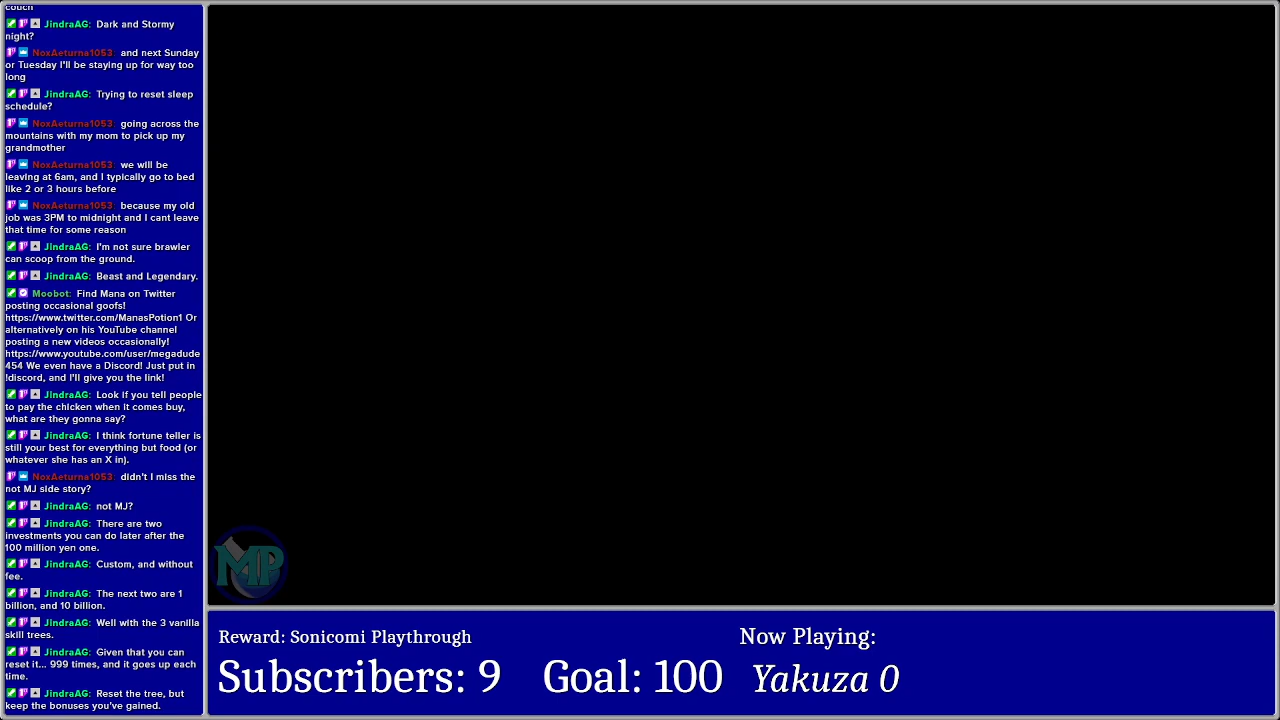 couch
JindraAG: Dark and Stormy
night?
NoxAeturna1053: and next Sunday
or Tuesday I'll be staying up for way too
long
JindraAG: Trying to reset sleep
schedule?
NoxAeturna1053: going across the
mountains with my mom to pick up my
grandmother
NoxAeturna1053: we will be
leaving at 6am, and I typically go to bed
like 2 or 3 hours before
NoxAeturna1053: because my old
job was 3PM to midnight and I cant leave
that time for some reason
JindraAG: I'm not sure brawler
can scoop from the ground.
JindraAG: Beast and Legendary.
Moobot: Find Mana on Twitter
posting occasional goofs!
https://www.twitter.com/ManasPotion1 Or
alternatively on his YouTube channel
posting a new videos occasionally!
https://www.youtube.com/user/megadude
454 We even have a Discord! Just put in
!discord, and I'll give you the link!
JindraAG: Look if you tell people
to pay the chicken when it comes buy,
what are they gonna say?
JindraAG: I think fortune teller is
still your best for everything but food (or
whatever she has an X in).
NoxAeturna1053: didn't I miss the
not MJ side story?
JindraAG: not MJ?
JindraAG: There are two
investments you can do later after the
100 million yen one.
JindraAG: Custom, and without
fee.
JindraAG: The next two are 1
billion, and 10 billion.
JindraAG: Well with the 3 vanilla
skill trees.
JindraAG: Given that you can
reset it... 999 times, and it goes up each
time.
JindraAG: Reset the tree, but
keep the bonuses you've gained.
MP
Reward: Sonicomi Playthrough
Subscribers: 9 Goal: 100
Now Playing:
Yakuza 0